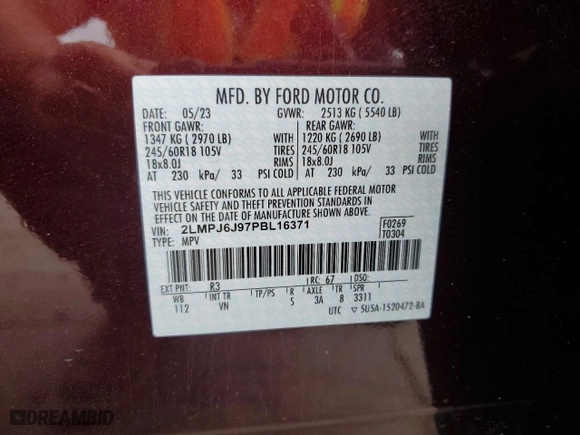 MFD. BY FORD MOTOR CO.
DATE: 05/23 GVWR: 2513 KG ( 5540 LB)
FRONT GAWR: REAR GAWR:
1347 KG ( 2970 LB) WITH 1220 KG ( 2690 LB) WITH
245/60R18 105V TIRES 245/60R18 105V TIRES
18x8.0J RIMS 18x8.0J RIMS
AT 230 kPa/ 33 PSI COLD AT 230 kPa/ 33 PSI COLD
THIS VEHICLE CONFORMS TO ALL APPLICABLE FEDERAL MOTOR
VEHICLE SAFETY AND THEFT PREVENTION STANDARDS IN
EFFECT ON THE DATE OF MANUFACTURE SHOWN ABOVE.
VIN: 2LMPJ6J97PBL16371 F0269
TYPE: MPV T0304
EXT PNT: R3 RC: 67 DSO:
WB INT TR TP/PS R AXLE TR SPR
112 VN S 3A 8 3311
UTC 5U5A-1520472-BA
DREAMBID